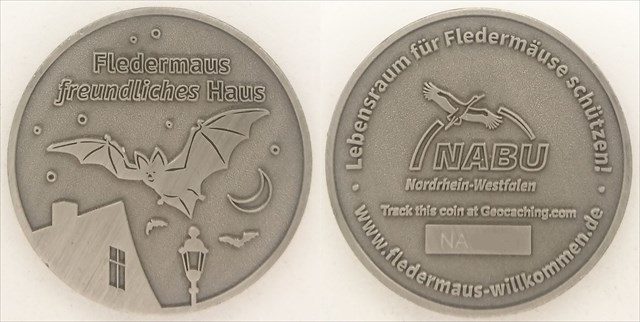 Fledermaus
freundliches Haus
Lebensraum für Fledermäuse schützen!
NABU
Nordrhein-Westfalen
Track this coin at Geocaching.com
NA
www.fledermaus-willkommen.de